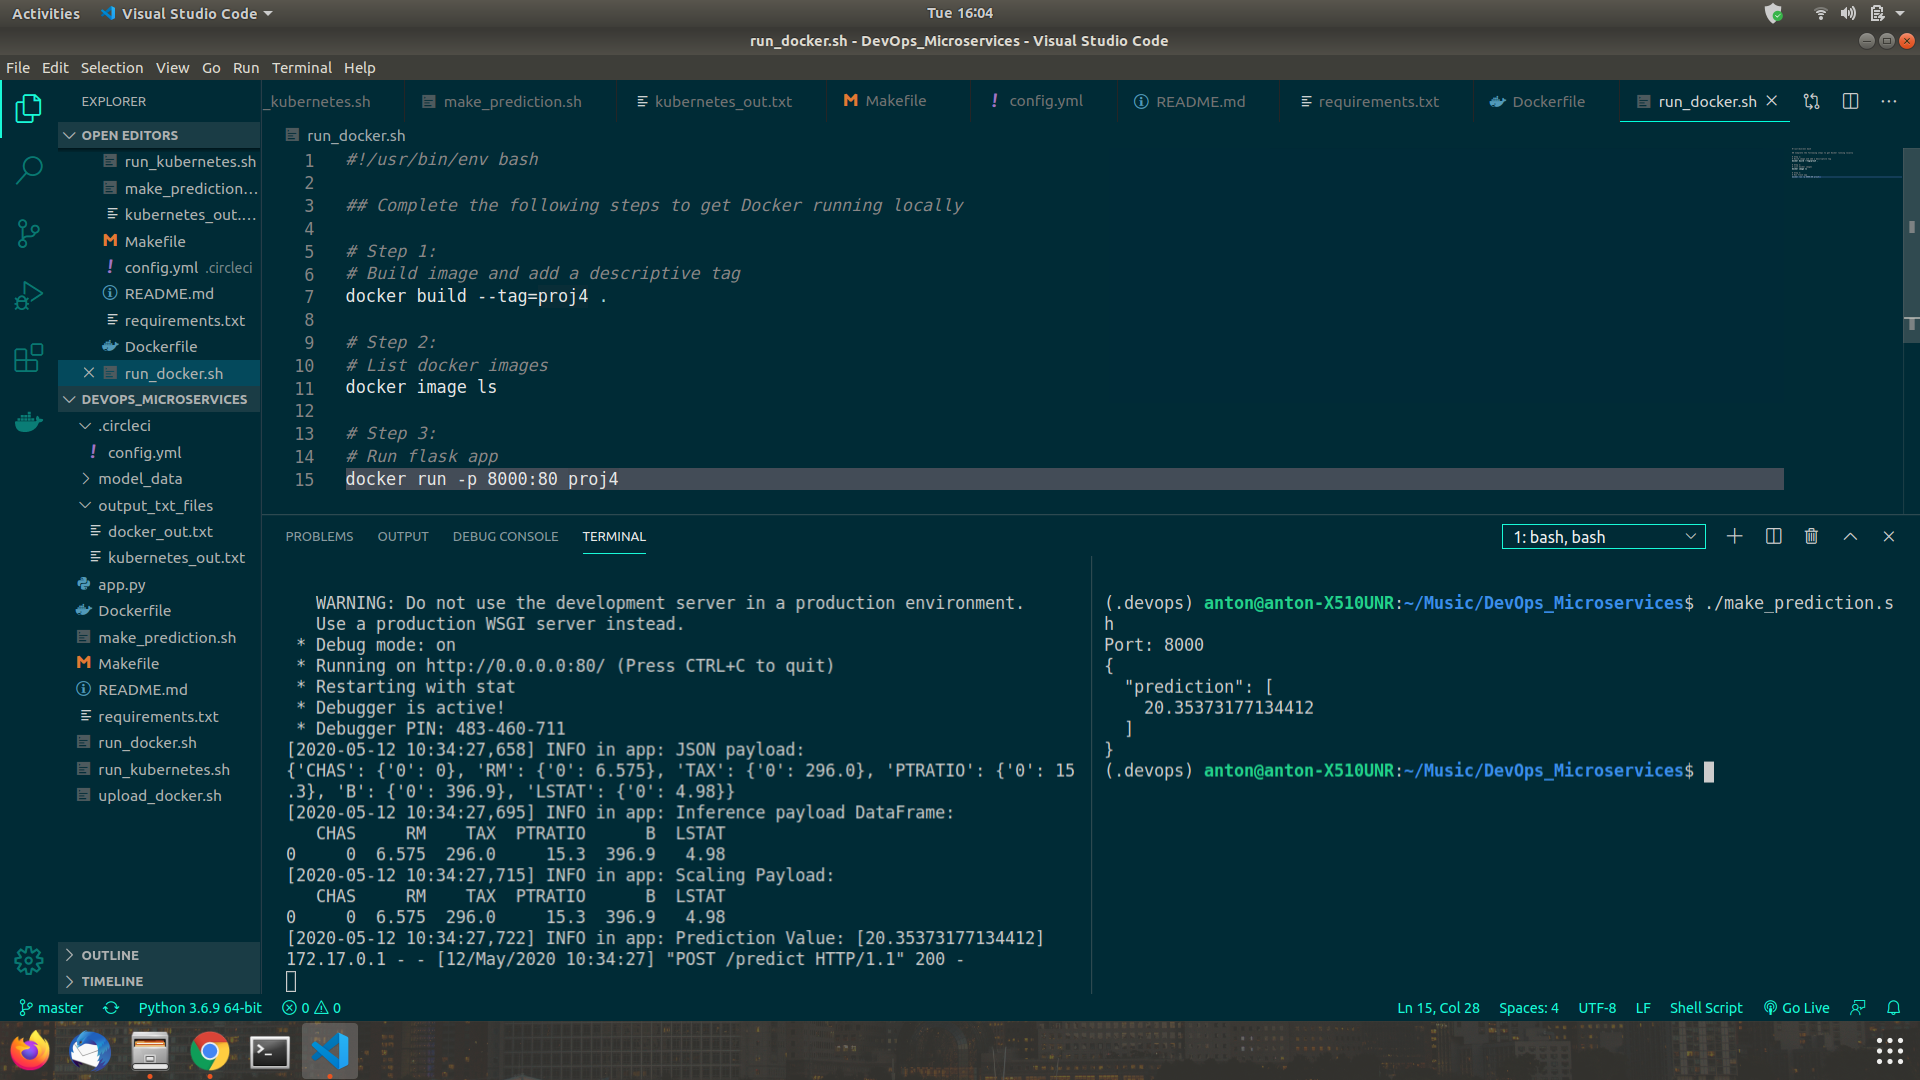 Activities
Visual Studio Code
Tue 16:04
run_docker.sh - DevOps_Microservices - Visual Studio Code
File Edit Selection View Go Run Terminal Help
EXPLORER
OPEN EDITORS
run_kubernetes.sh
make_prediction...
kubernetes_out....
Makefile
config.yml .circleci
README.md
requirements.txt
Dockerfile
run_docker.sh
DEVOPS_MICROSERVICES
.circleci
config.yml
model_data
output_txt_files
docker_out.txt
kubernetes_out.txt
app.py
Dockerfile
make_prediction.sh
Makefile
README.md
requirements.txt
run_docker.sh
run_kubernetes.sh
upload_docker.sh
OUTLINE
TIMELINE
_kubernetes.sh make_prediction.sh kubernetes_out.txt Makefile config.yml README.md requirements.txt Dockerfile run_docker.sh
run_docker.sh
1 #!/usr/bin/env bash
2
3 ## Complete the following steps to get Docker running locally
4
5 # Step 1:
6 # Build image and add a descriptive tag
7 docker build --tag=proj4 .
8
9 # Step 2:
10 # List docker images
11 docker image ls
12
13 # Step 3:
14 # Run flask app
15 docker run -p 8000:80 proj4
PROBLEMS OUTPUT DEBUG CONSOLE TERMINAL
1: bash, bash
WARNING: Do not use the development server in a production environment.
Use a production WSGI server instead.
* Debug mode: on
* Running on http://0.0.0.0:80/ (Press CTRL+C to quit)
* Restarting with stat
* Debugger is active!
* Debugger PIN: 483-460-711
[2020-05-12 10:34:27,658] INFO in app: JSON payload:
{'CHAS': {'0': 0}, 'RM': {'0': 6.575}, 'TAX': {'0': 296.0}, 'PTRATIO': {'0': 15
.3}, 'B': {'0': 396.9}, 'LSTAT': {'0': 4.98}}
[2020-05-12 10:34:27,695] INFO in app: Inference payload DataFrame:
CHAS RM TAX PTRATIO B LSTAT
0 0 6.575 296.0 15.3 396.9 4.98
[2020-05-12 10:34:27,715] INFO in app: Scaling Payload:
CHAS RM TAX PTRATIO B LSTAT
0 0 6.575 296.0 15.3 396.9 4.98
[2020-05-12 10:34:27,722] INFO in app: Prediction Value: [20.35373177134412]
172.17.0.1 - - [12/May/2020 10:34:27] "POST /predict HTTP/1.1" 200 -
(.devops) anton@anton-X510UNR:~/Music/DevOps_Microservices$ ./make_prediction.s
h
Port: 8000
{
"prediction": [
20.35373177134412
]
}
(.devops) anton@anton-X510UNR:~/Music/DevOps_Microservices$
master Python 3.6.9 64-bit 0 0
Ln 15, Col 28 Spaces: 4 UTF-8 LF Shell Script Go Live